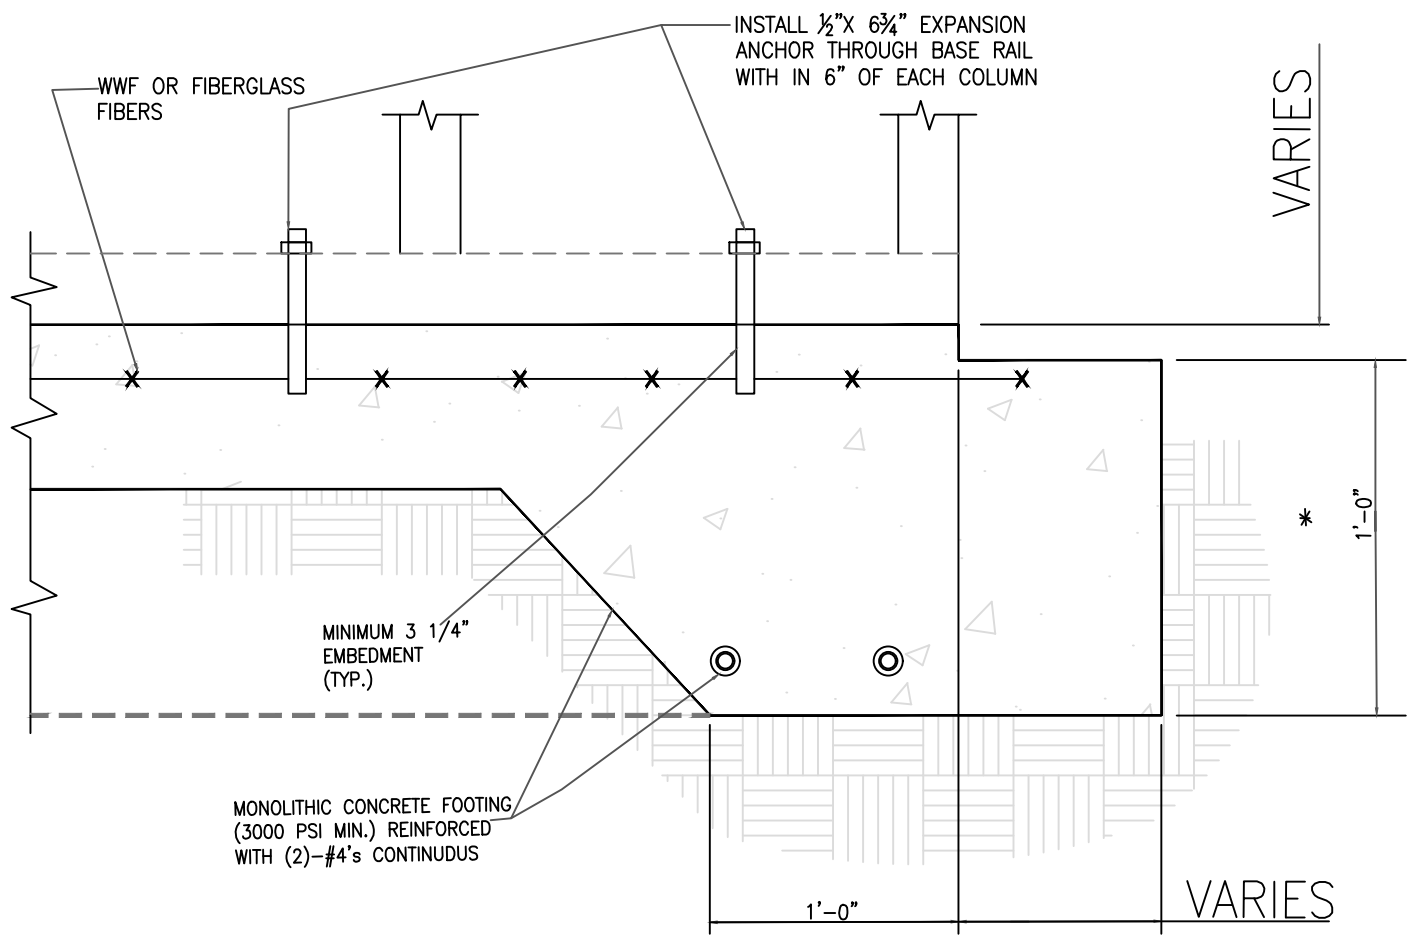 INSTALL ½"X 6¾" EXPANSION
ANCHOR THROUGH BASE RAIL
WITH IN 6" OF EACH COLUMN
WWF OR FIBERGLASS
FIBERS
VARIES
*
1'-0"
MINIMUM 3 1/4"
EMBEDMENT
(TYP.)
MONOLITHIC CONCRETE FOOTING
(3000 PSI MIN.) REINFORCED
WITH (2)-#4's CONTINUDUS
1'-0"
VARIES